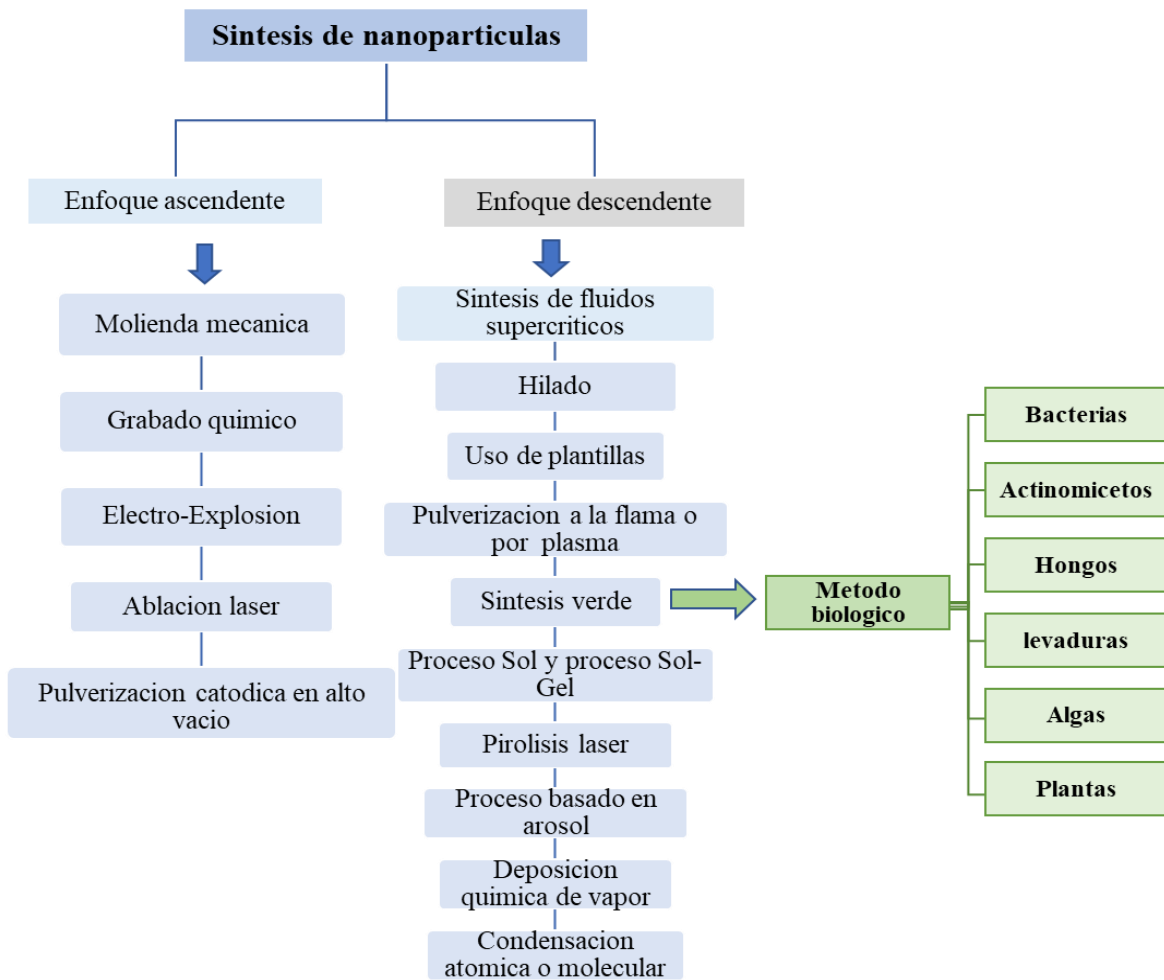 Sintesis de nanoparticulas
Enfoque ascendente
Molienda mecanica
Grabado quimico
Electro-Explosion
Ablacion laser
Pulverizacion catodica en alto
vacio
Enfoque descendente
Sintesis de fluidos
supercriticos
Hilado
Uso de plantillas
Pulverizacion a la flama o
por plasma
Sintesis verde
Proceso Sol y proceso Sol-
Gel
Pirolisis laser
Proceso basado en
arosol
Deposicion
quimica de vapor
Condensacion
atomica o molecular
Metodo
biologico
Bacterias
Actinomicetos
Hongos
levaduras
Algas
Plantas